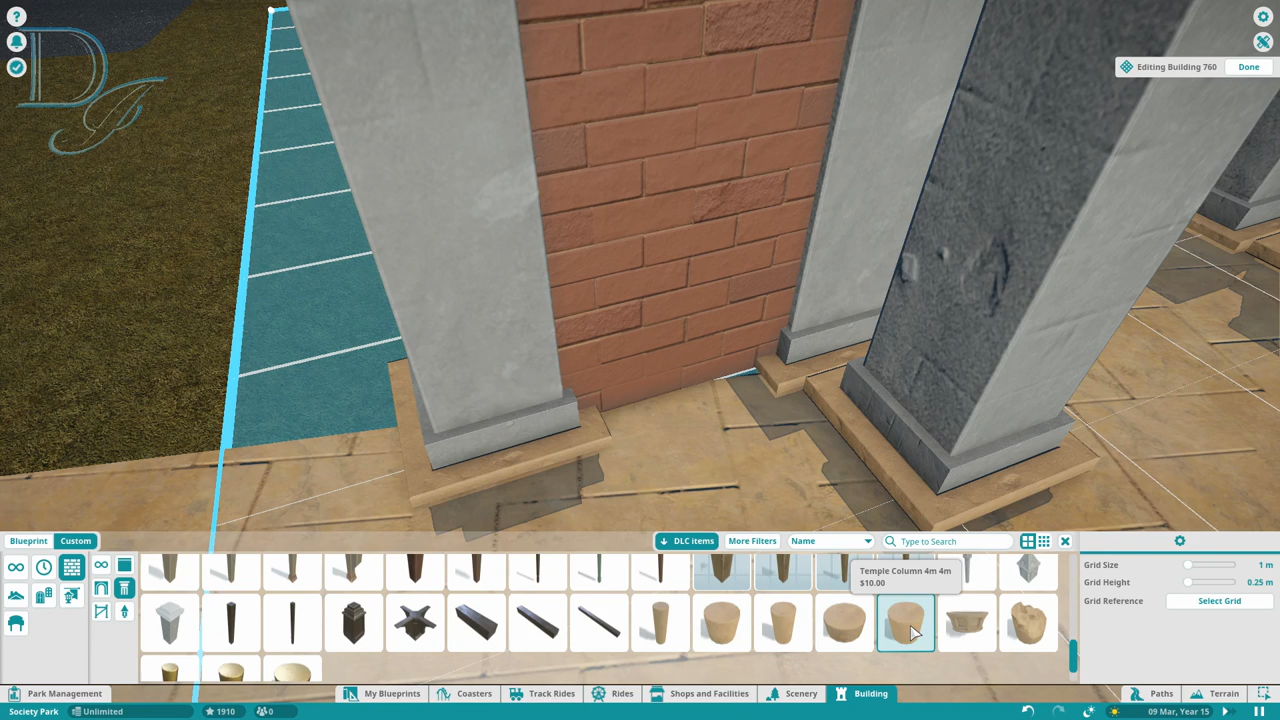 ?
DJ
Editing Building 760
Done
Blueprint
Custom
DLC items
More Filters
Name
Type to Search
Temple Column 4m 4m
$10.00
Grid Size
1 m
Grid Height
0.25 m
Grid Reference
Select Grid
Park Management
My Blueprints
Coasters
Track Rides
Rides
Shops and Facilities
Scenery
Building
Paths
Terrain
Society Park
Unlimited
1910
0
09 Mar, Year 15